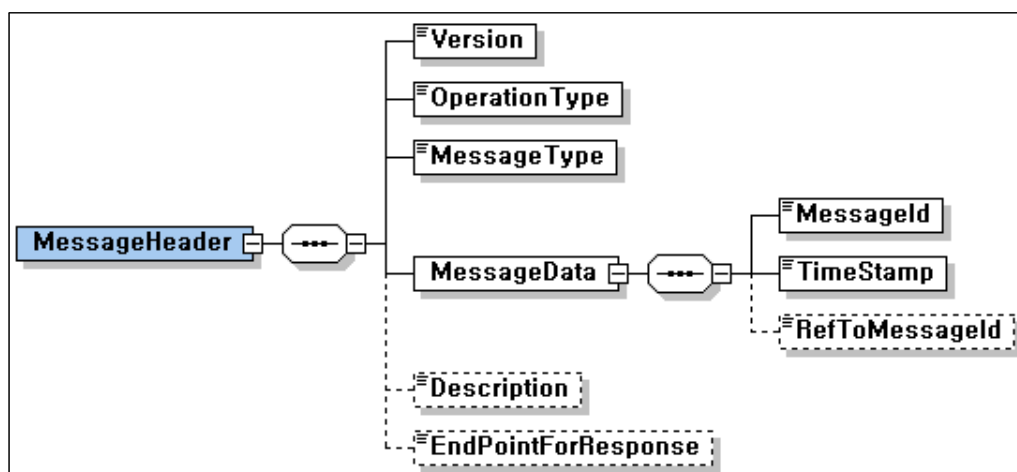 Version
OperationType
MessageType
MessageHeader
MessageData
MessageId
TimeStamp
RefToMessageId
Description
EndPointForResponse